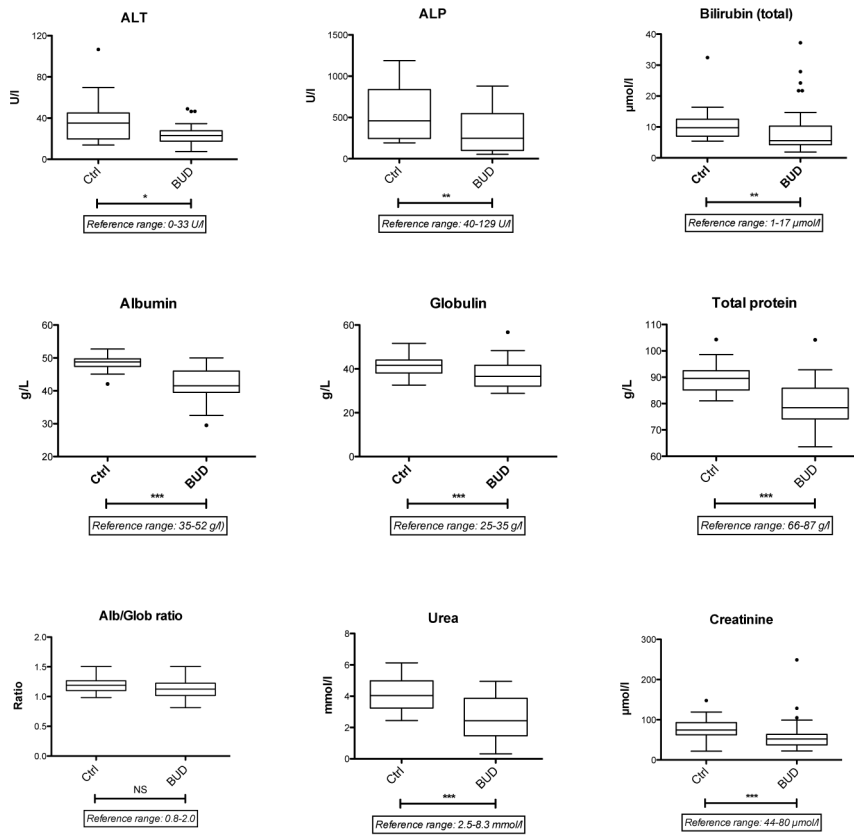 ALT
ALP
Bilirubin (total)
120
80
40
0
U/l
Ctrl
BUD
*
Reference range: 0-33 U/l
1500
1000
500
0
U/l
Ctrl
BUD
**
Reference range: 40-129 U/l
40
30
20
10
0
µmol/l
Ctrl
BUD
**
Reference range: 1-17 µmol/l
Albumin
Globulin
Total protein
60
50
40
30
20
g/L
Ctrl
BUD
***
Reference range: 35-52 g/l)
60
40
20
0
g/L
Ctrl
BUD
***
Reference range: 25-35 g/l
110
100
90
80
70
60
g/L
Ctrl
BUD
***
Reference range: 66-87 g/l
Alb/Glob ratio
Urea
Creatinine
2.0
1.5
1.0
0.5
0.0
Ratio
Ctrl
BUD
NS
Reference range: 0.8-2.0
8
6
4
2
0
mmol/l
Ctrl
BUD
***
Reference range: 2.5-8.3 mmol/l
300
200
100
0
µmol/l
Ctrl
BUD
***
Reference range: 44-80 µmol/l